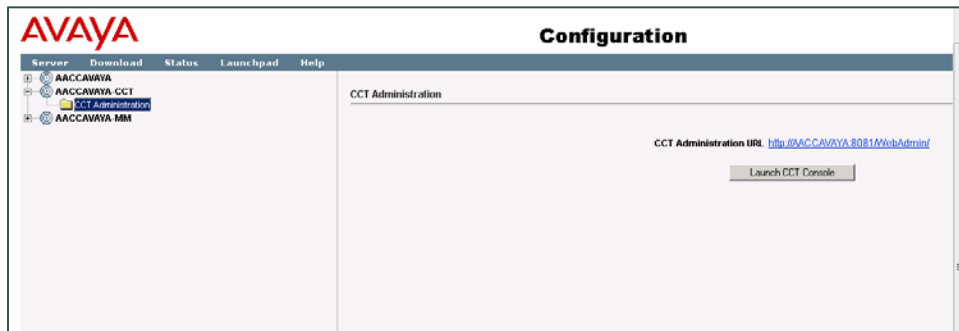 AVAYA
Configuration
Server Download Status Launchpad Help
AACCAVAYA
AACCAVAYA-CCT
CCT Administration
AACCAVAYA-MM
CCT Administration
CCT Administration URL http://AACCAVAYA:8081/WebAdmin/
Launch CCT Console